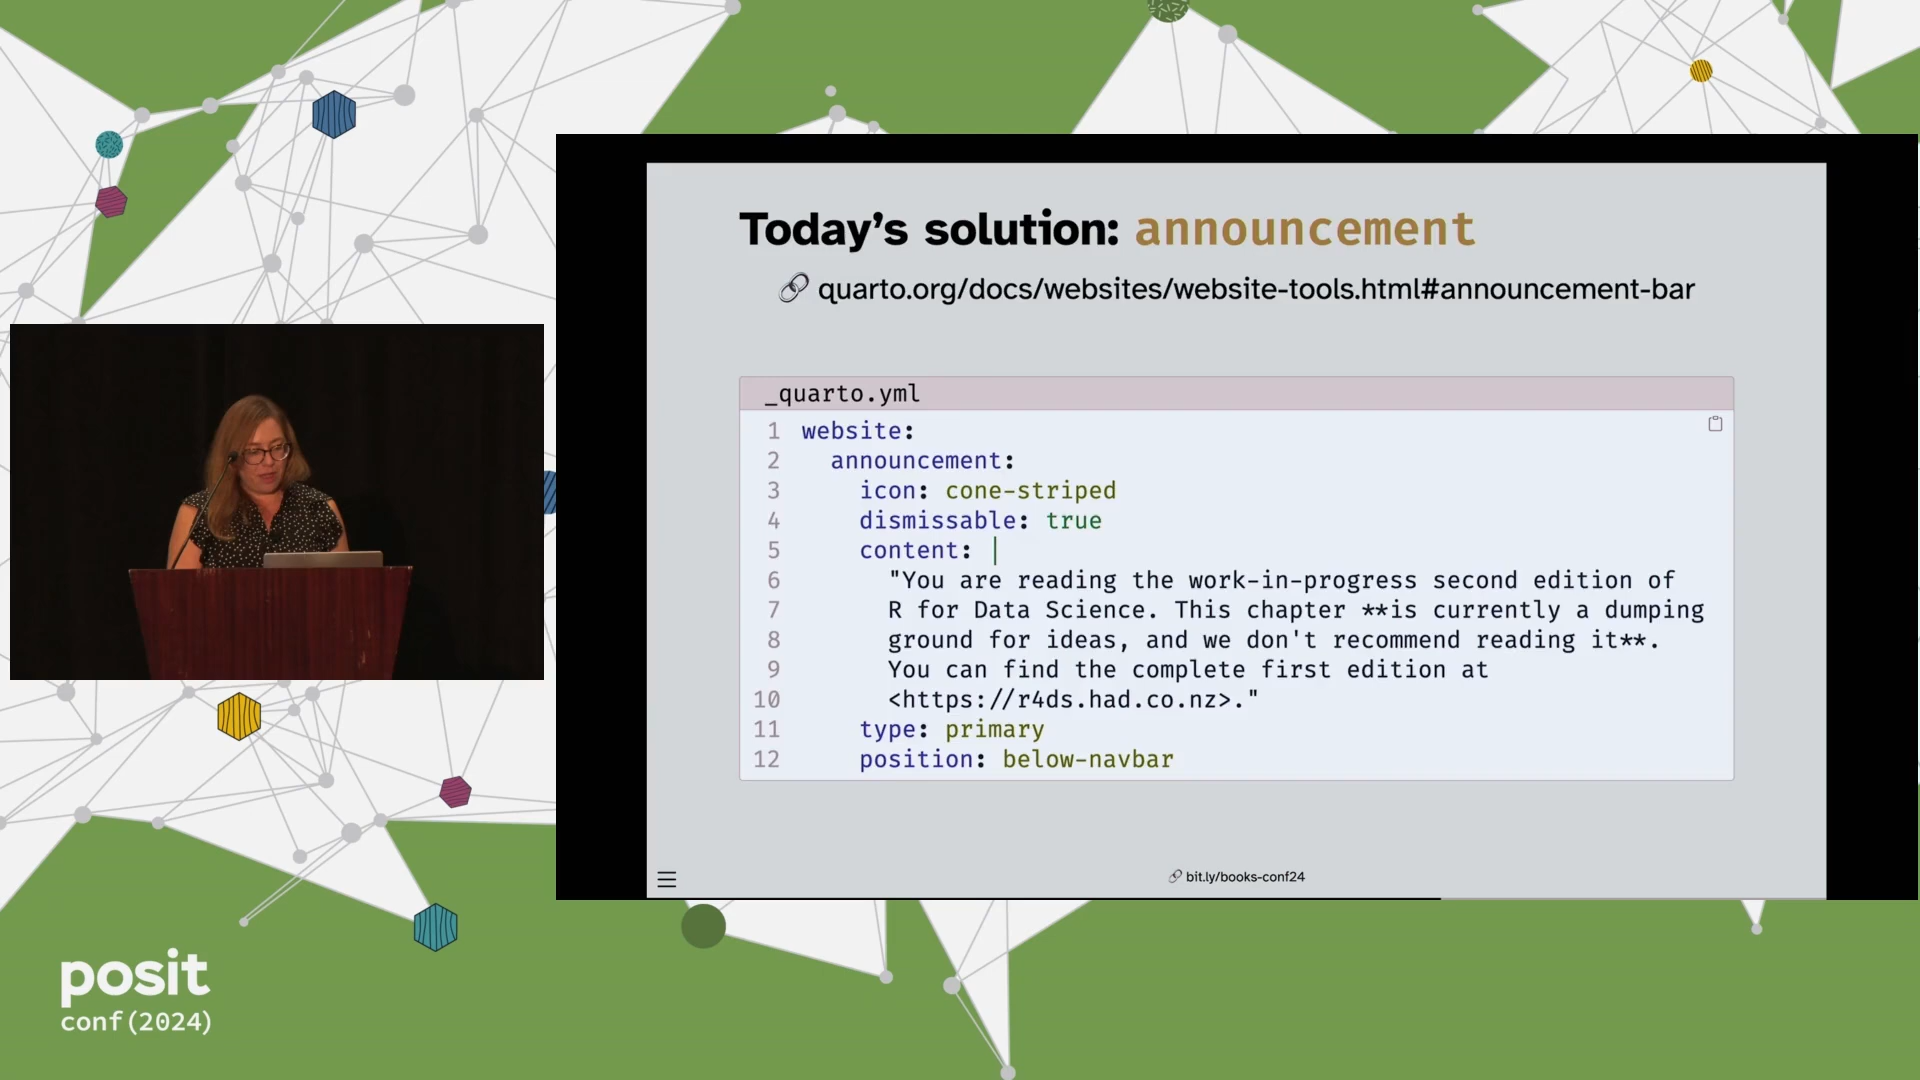 Today’s solution: announcement
quarto.org/docs/websites/website-tools.html#announcement-bar
_quarto.yml
1 website:
2 announcement:
3 icon: cone-striped
4 dismissable: true
5 content: |
6 "You are reading the work-in-progress second edition of
7 R for Data Science. This chapter **is currently a dumping
8 ground for ideas, and we don't recommend reading it**.
9 You can find the complete first edition at
10 <https://r4ds.had.co.nz>."
11 type: primary
12 position: below-navbar
bit.ly/books-conf24
posit
conf(2024)